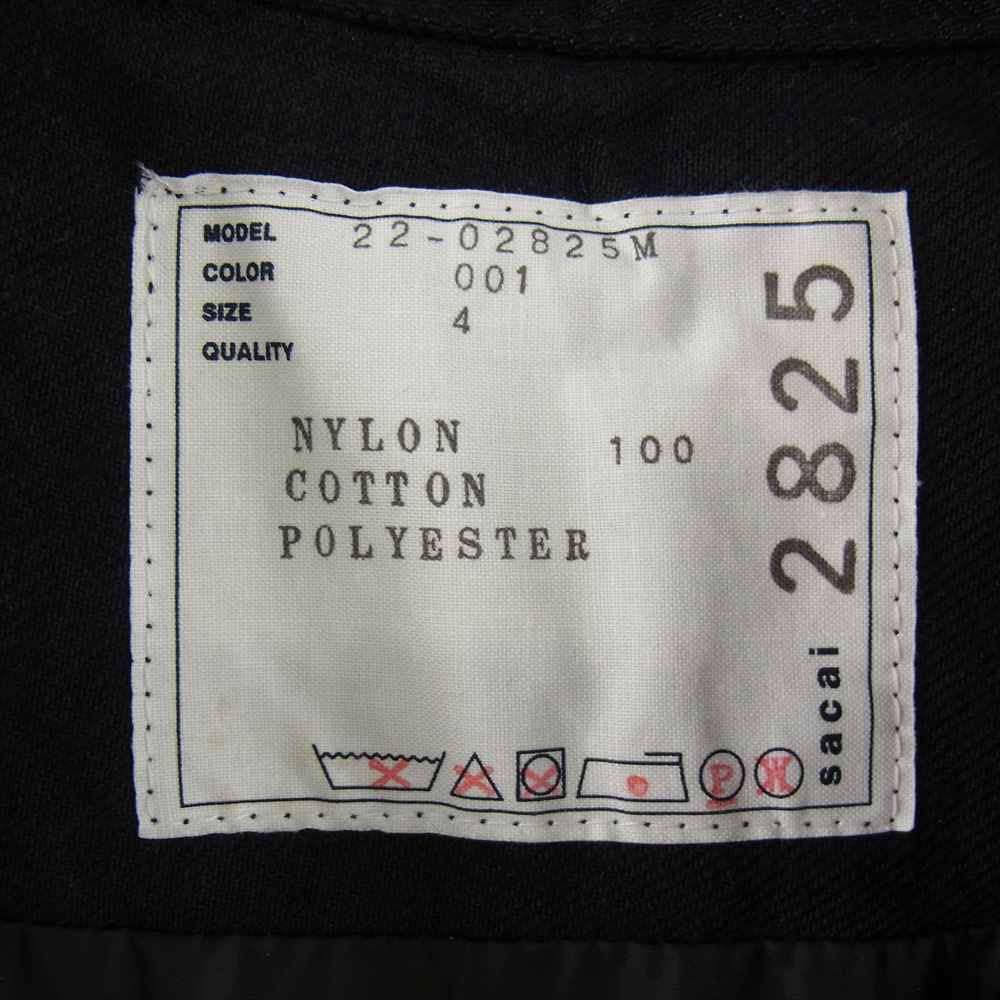 MODEL 22-02825M
COLOR 001
SIZE 4
QUALITY
NYLON 100
COTTON
POLYESTER
P W
sacai 2825